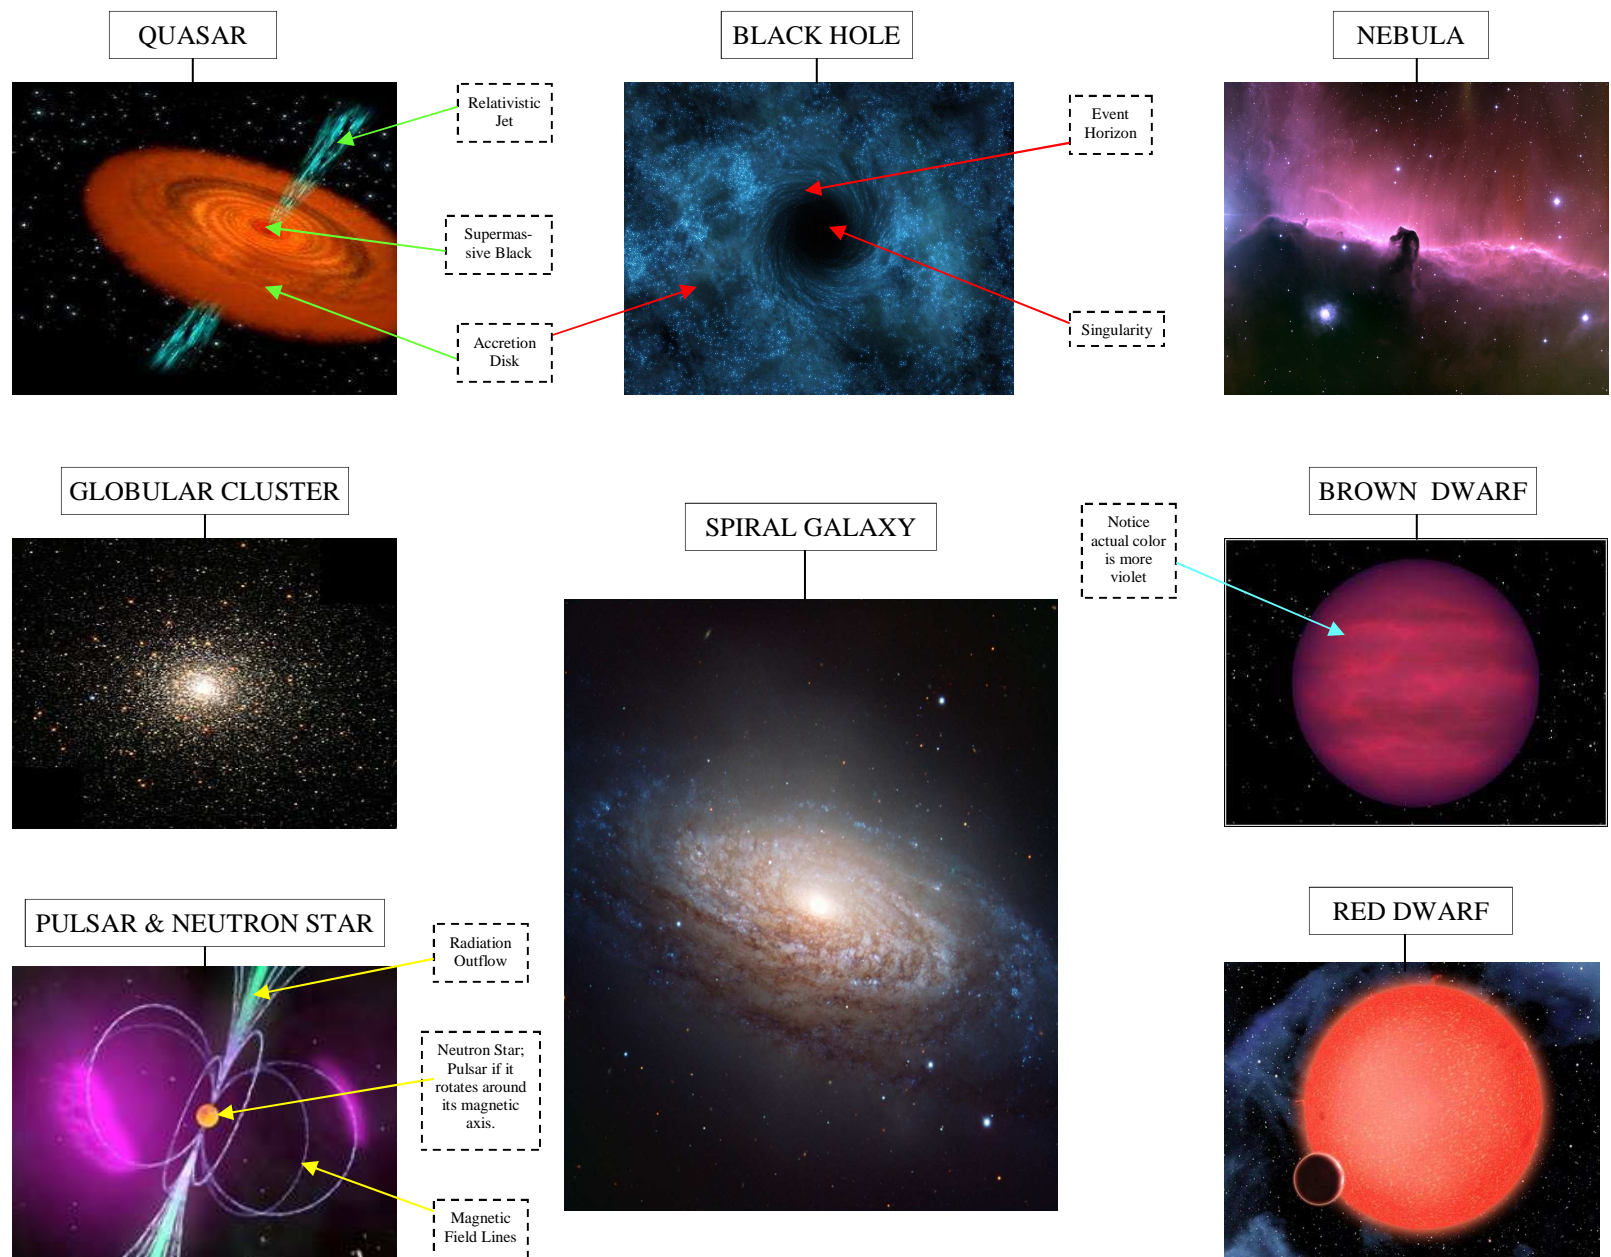 QUASAR
BLACK HOLE
NEBULA
Relativistic
Jet
Event
Horizon
Supermas-
sive Black
Accretion
Disk
Singularity
GLOBULAR CLUSTER
SPIRAL GALAXY
BROWN DWARF
Notice
actual color
is more
violet
PULSAR & NEUTRON STAR
RED DWARF
Radiation
Outflow
Neutron Star;
Pulsar if it
rotates around
its magnetic
axis.
Magnetic
Field Lines